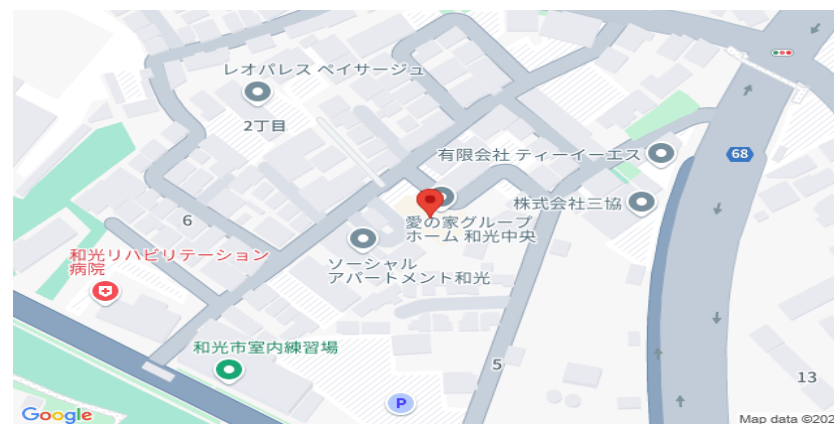 レオパレス ペイサージュ
2丁目
有限会社 ティーイーエス
68
6
株式会社三協
愛の家グループ
ホーム 和光中央
和光リハビリテーション
病院
ソーシャル
アパートメント和光
和光市室内練習場
5
13
P
Google
Map data ©202